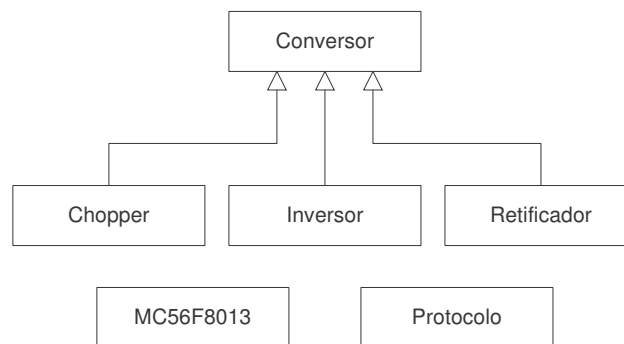 Conversor
Chopper
Inversor
Retificador
MC56F8013
Protocolo